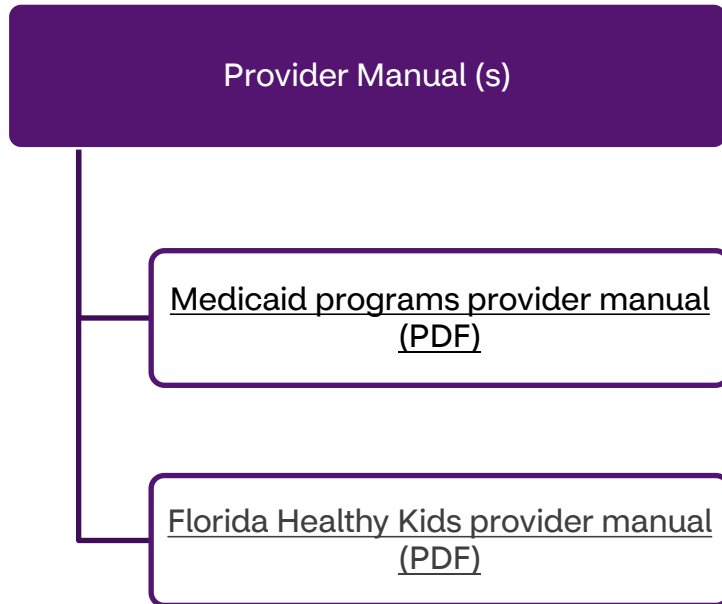 Provider Manual (s)
Medicaid programs provider manual
(PDF)
Florida Healthy Kids provider manual
(PDF)